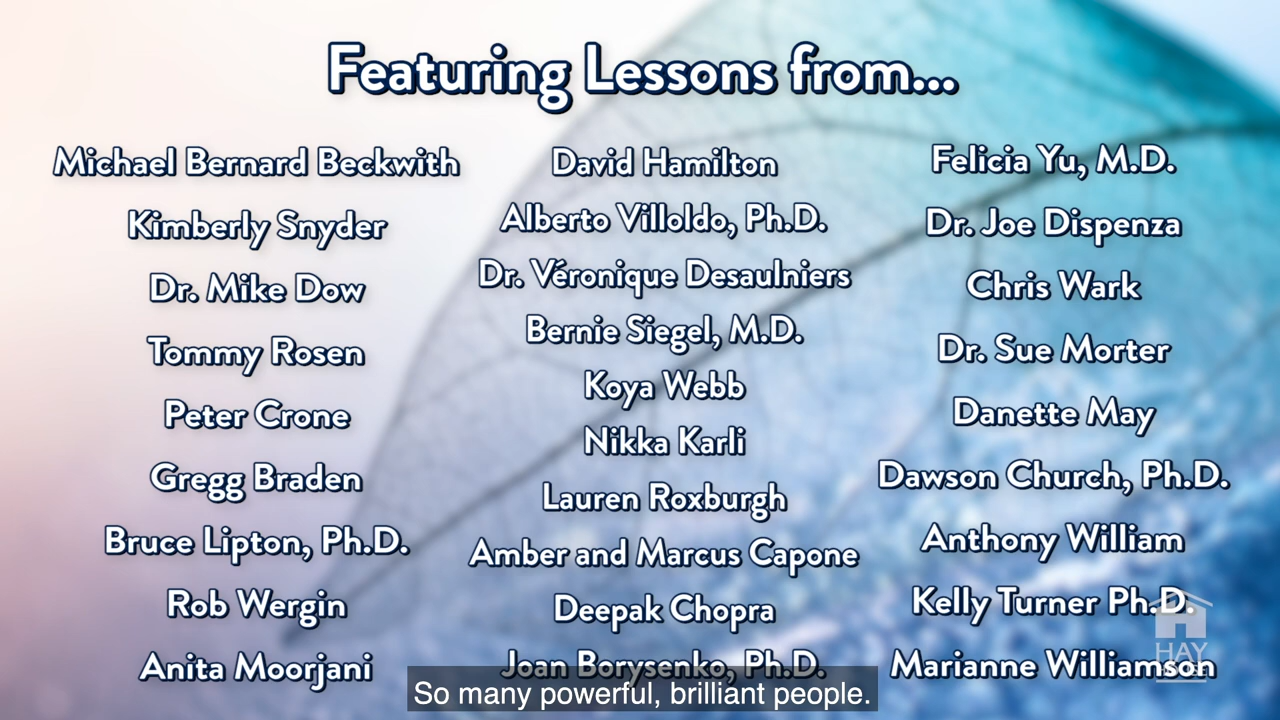 Featuring Lessons from...
Michael Bernard Beckwith
Kimberly Snyder
Dr. Mike Dow
Tommy Rosen
Peter Crone
Gregg Braden
Bruce Lipton, Ph.D.
Rob Wergin
Anita Moorjani
David Hamilton
Alberto Villoldo, Ph.D.
Dr. Véronique Desaulniers
Bernie Siegel, M.D.
Koya Webb
Nikka Karli
Lauren Roxburgh
Amber and Marcus Capone
Deepak Chopra
Joan Borysenko, Ph.D.
Felicia Yu, M.D.
Dr. Joe Dispenza
Chris Wark
Dr. Sue Morter
Danette May
Dawson Church, Ph.D.
Anthony William
Kelly Turner Ph.D.
Marianne Williamson
HAY
So many powerful, brilliant people.